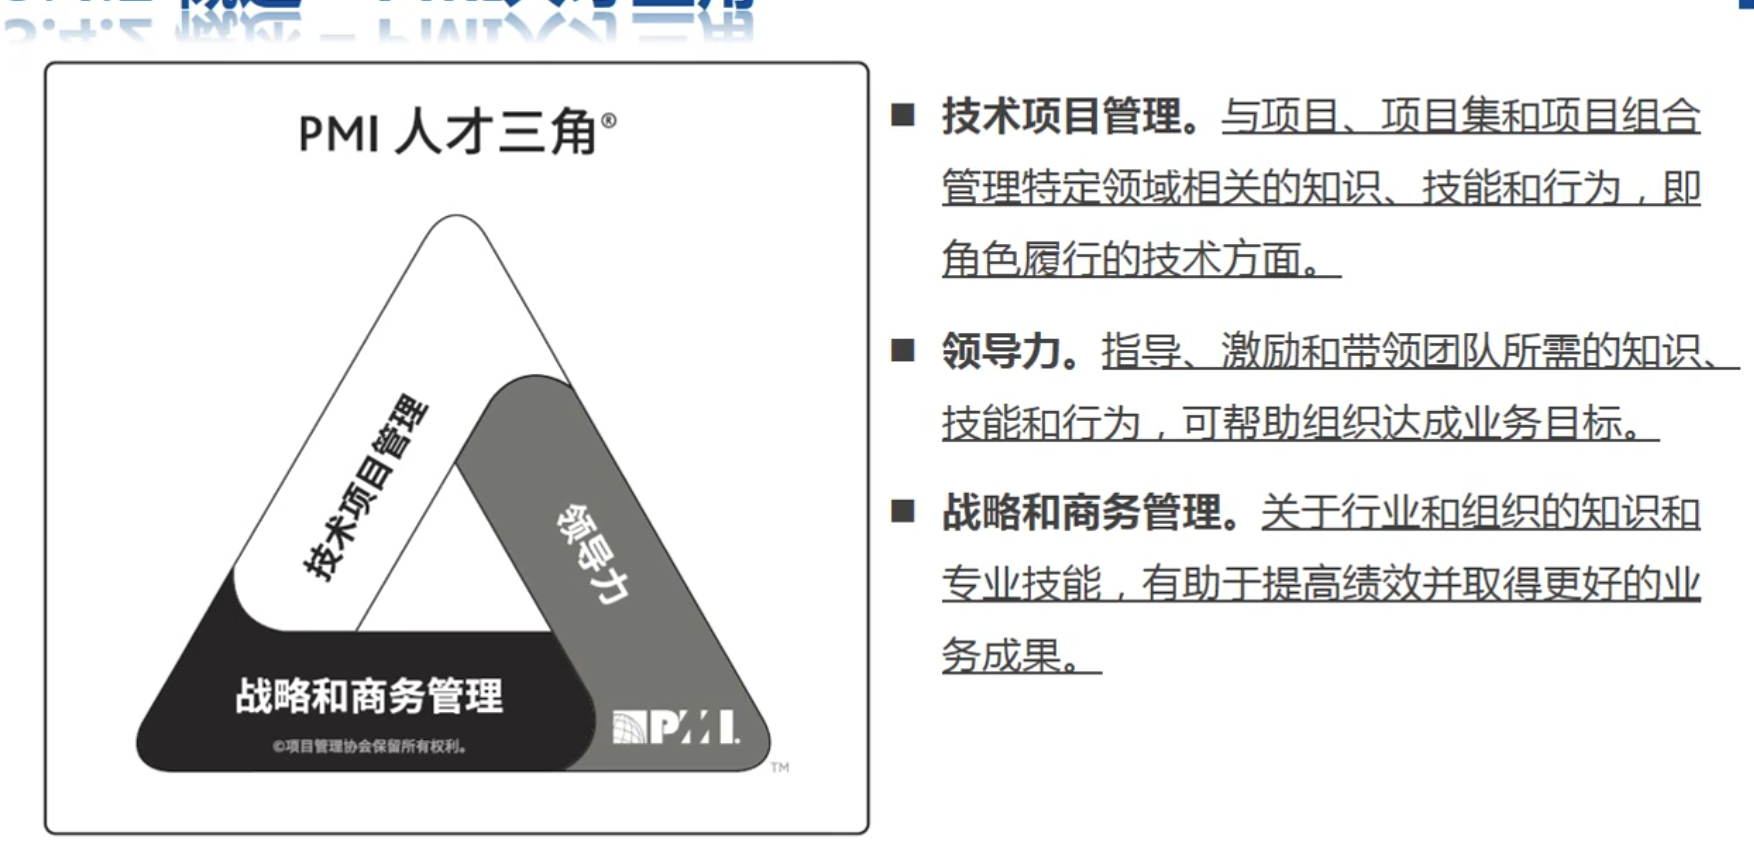 PMI 人才三角®
技术项目管理
领导力
战略和商务管理
©项目管理协会保留所有权利。
PMI.
TM
■ 技术项目管理。与项目、项目集和项目组合
管理特定领域相关的知识、技能和行为，即
角色履行的技术方面。
■ 领导力。指导、激励和带领团队所需的知识、
技能和行为，可帮助组织达成业务目标。
■ 战略和商务管理。关于行业和组织的知识和
专业技能，有助于提高绩效并取得更好的业
务成果。